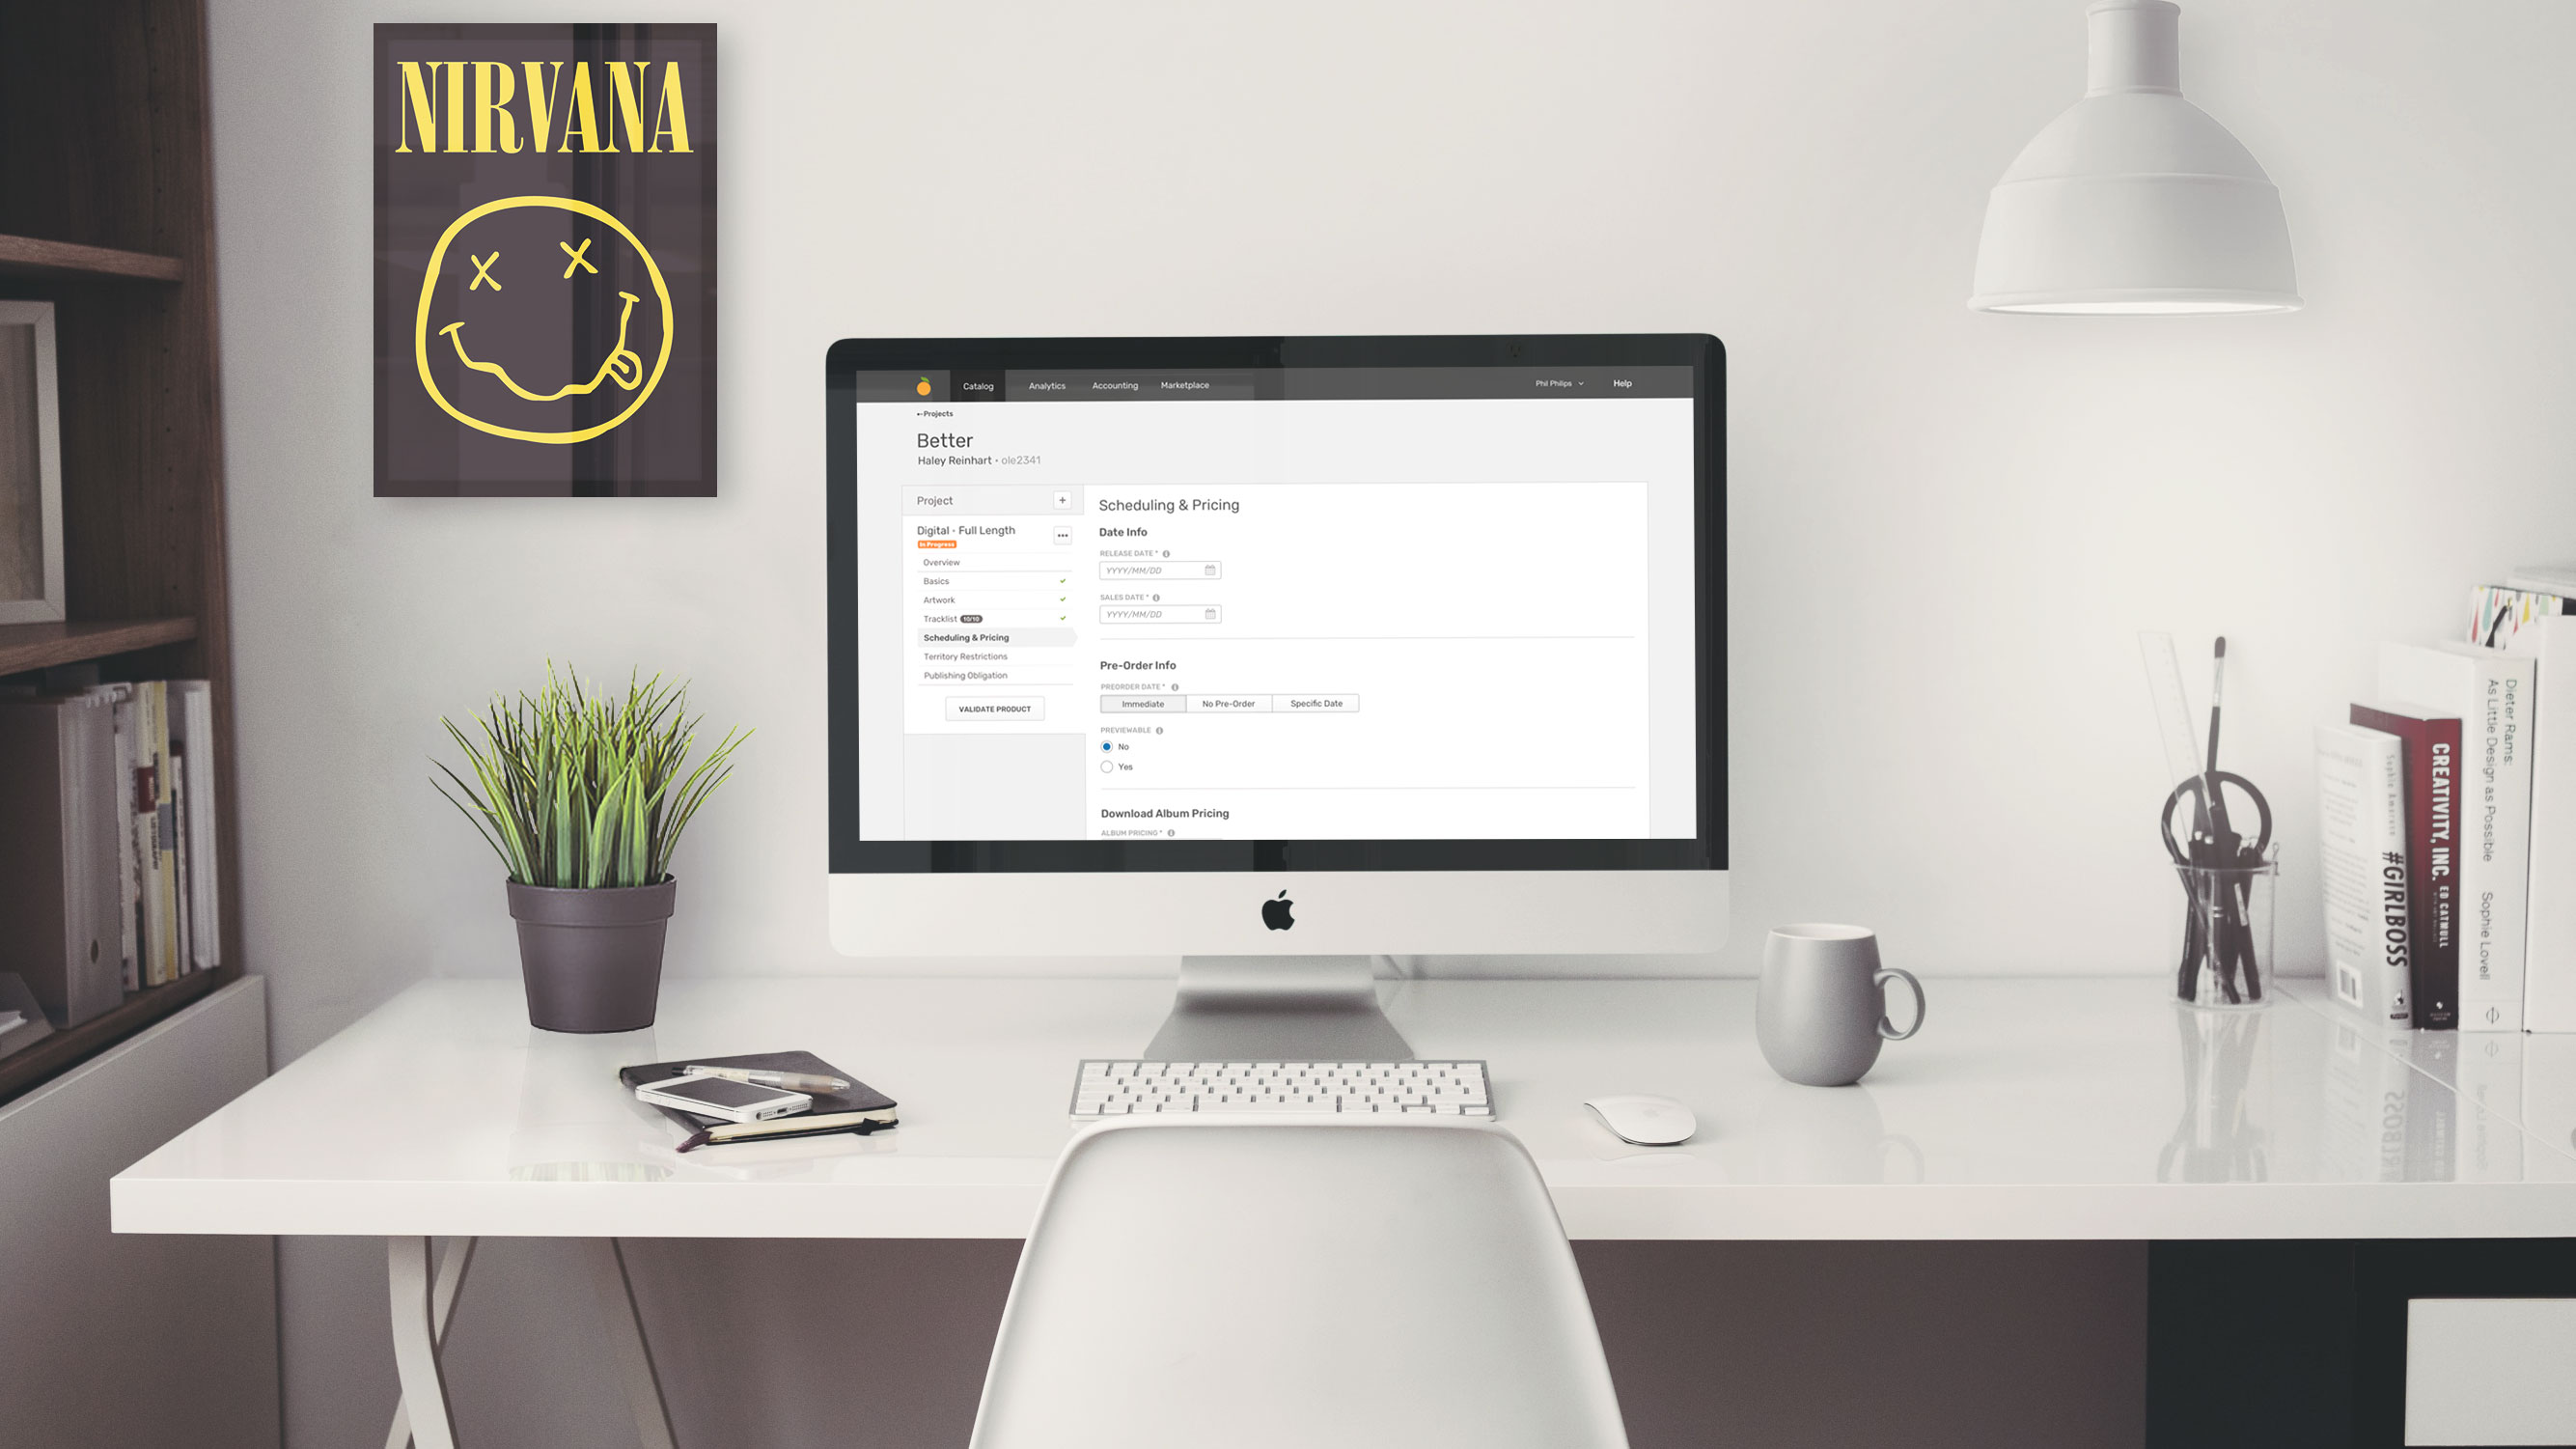 NIRVANA
Catalog
Analytics
Accounting
Marketplace
Phil Philips
Help
←Projects
Better
Haley Reinhart • ole2341
Project
+
Digital • Full Length
In Progress
Overview
Basics
Artwork
Tracklist 10/10
Scheduling & Pricing
Territory Restrictions
Publishing Obligation
VALIDATE PRODUCT
Scheduling & Pricing
Date Info
RELEASE DATE *
YYYY/MM/DD
SALES DATE *
YYYY/MM/DD
Pre-Order Info
PREORDER DATE *
Immediate
No Pre-Order
Specific Date
PREVIEWABLE
No
Yes
Download Album Pricing
ALBUM PRICING *
Sophia Amoruso
#GIRLBOSS
CREATIVITY, INC.
ED CATMULL
Dieter Rams:
As Little Design as Possible
Sophie Lovell